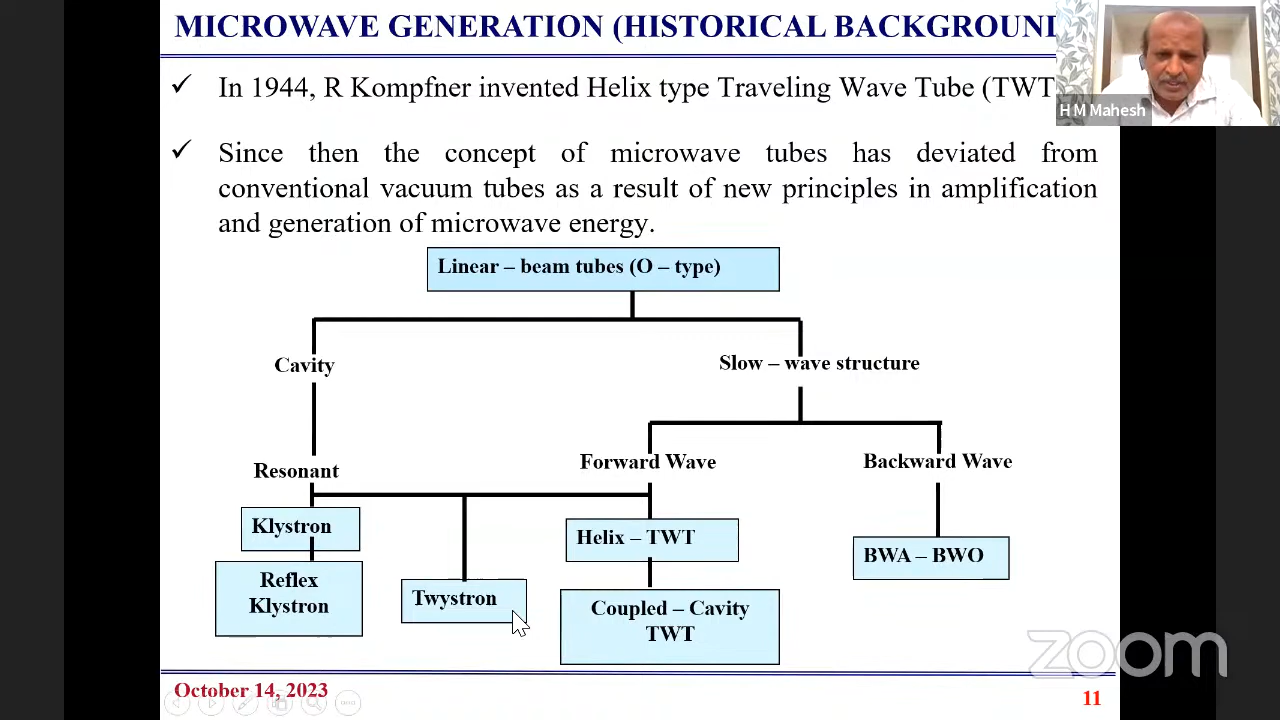 MICROWAVE GENERATION (HISTORICAL BACKGROUND
✓ In 1944, R Kompfner invented Helix type Traveling Wave Tube (TWT
H M Mahesh
✓ Since then the concept of microwave tubes has deviated from
conventional vacuum tubes as a result of new principles in amplification
and generation of microwave energy.
Linear – beam tubes (O – type)
Cavity
Slow – wave structure
Resonant
Forward Wave
Backward Wave
Klystron
Helix – TWT
BWA – BWO
Reflex
Klystron
Twystron
Coupled – Cavity
TWT
zoom
October 14, 2023
11